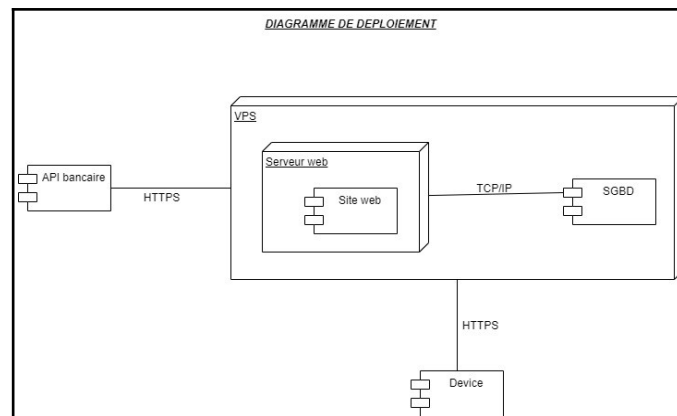 DIAGRAMME DE DEPLOIEMENT
VPS
Serveur web
API bancaire
HTTPS
Site web
TCP/IP
SGBD
HTTPS
Device